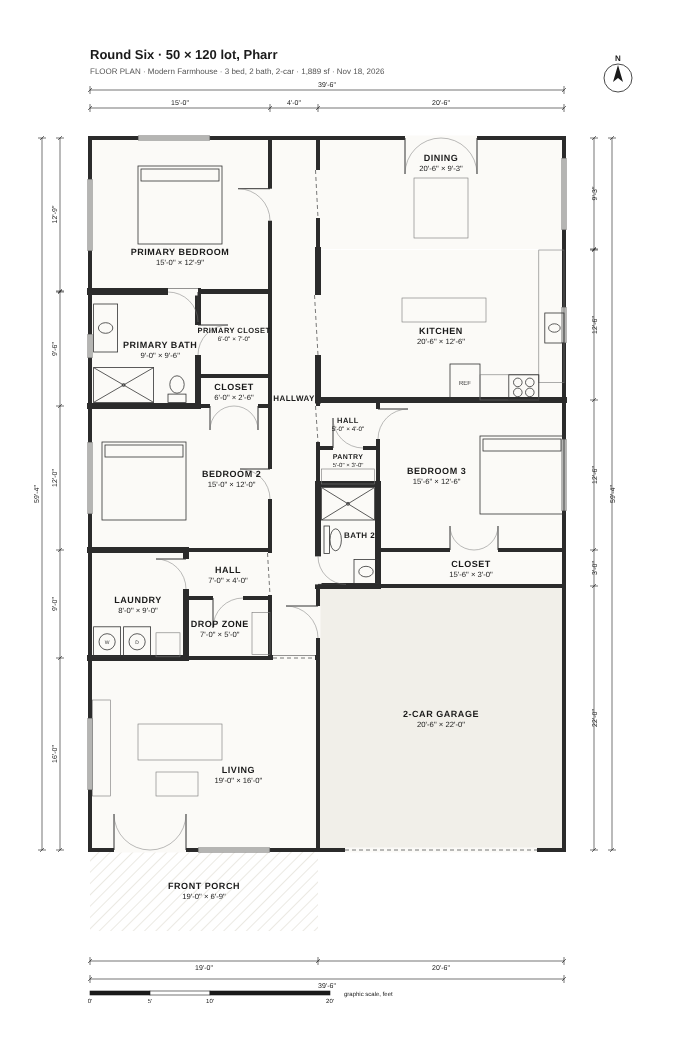 Round Six · 50 × 120 lot, Pharr
FLOOR PLAN · Modern Farmhouse · 3 bed, 2 bath, 2-car · 1,889 sf · Nov 18, 2026
N
39'-6"
15'-0"
4'-0"
20'-6"
DINING
20'-6" × 9'-3"
9'-3"
12'-9"
PRIMARY BEDROOM
15'-0" × 12'-9"
PRIMARY CLOSET
6'-0" × 7'-0"
PRIMARY BATH
9'-0" × 9'-6"
9'-6"
KITCHEN
20'-6" × 12'-6"
12'-6"
REF
CLOSET
6'-0" × 2'-6"
HALLWAY
HALL
5'-0" × 4'-0"
PANTRY
5'-0" × 3'-0"
BEDROOM 2
15'-0" × 12'-0"
12'-0"
BEDROOM 3
15'-6" × 12'-6"
12'-6"
59'-4"
59'-4"
BATH 2
HALL
7'-0" × 4'-0"
CLOSET
15'-6" × 3'-0"
3'-0"
LAUNDRY
8'-0" × 9'-0"
9'-0"
DROP ZONE
7'-0" × 5'-0"
W
D
2-CAR GARAGE
20'-6" × 22'-0"
22'-0"
LIVING
19'-0" × 16'-0"
16'-0"
FRONT PORCH
19'-0" × 6'-9"
19'-0"
20'-6"
39'-6"
0'
5'
10'
20'
graphic scale, feet